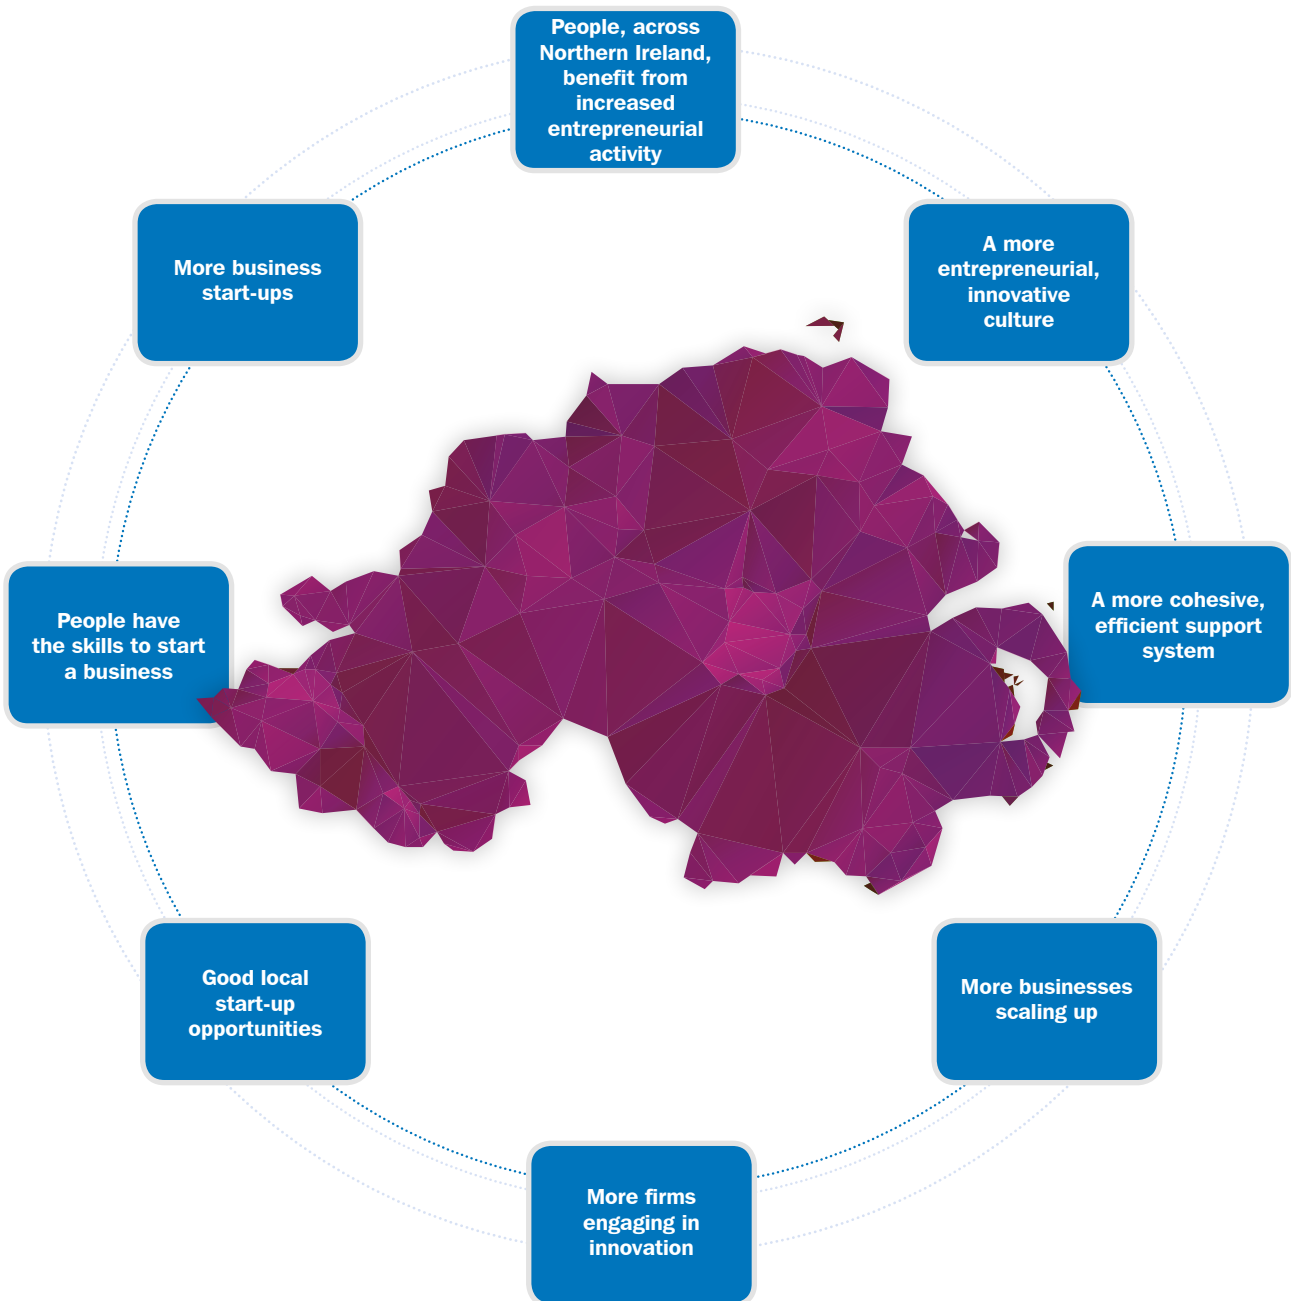 People, across
Northern Ireland,
benefit from
increased
entrepreneurial
activity
More business
start-ups
A more
entrepreneurial,
innovative
culture
People have
the skills to start
a business
A more cohesive,
efficient support
system
Good local
start-up
opportunities
More businesses
scaling up
More firms
engaging in
innovation